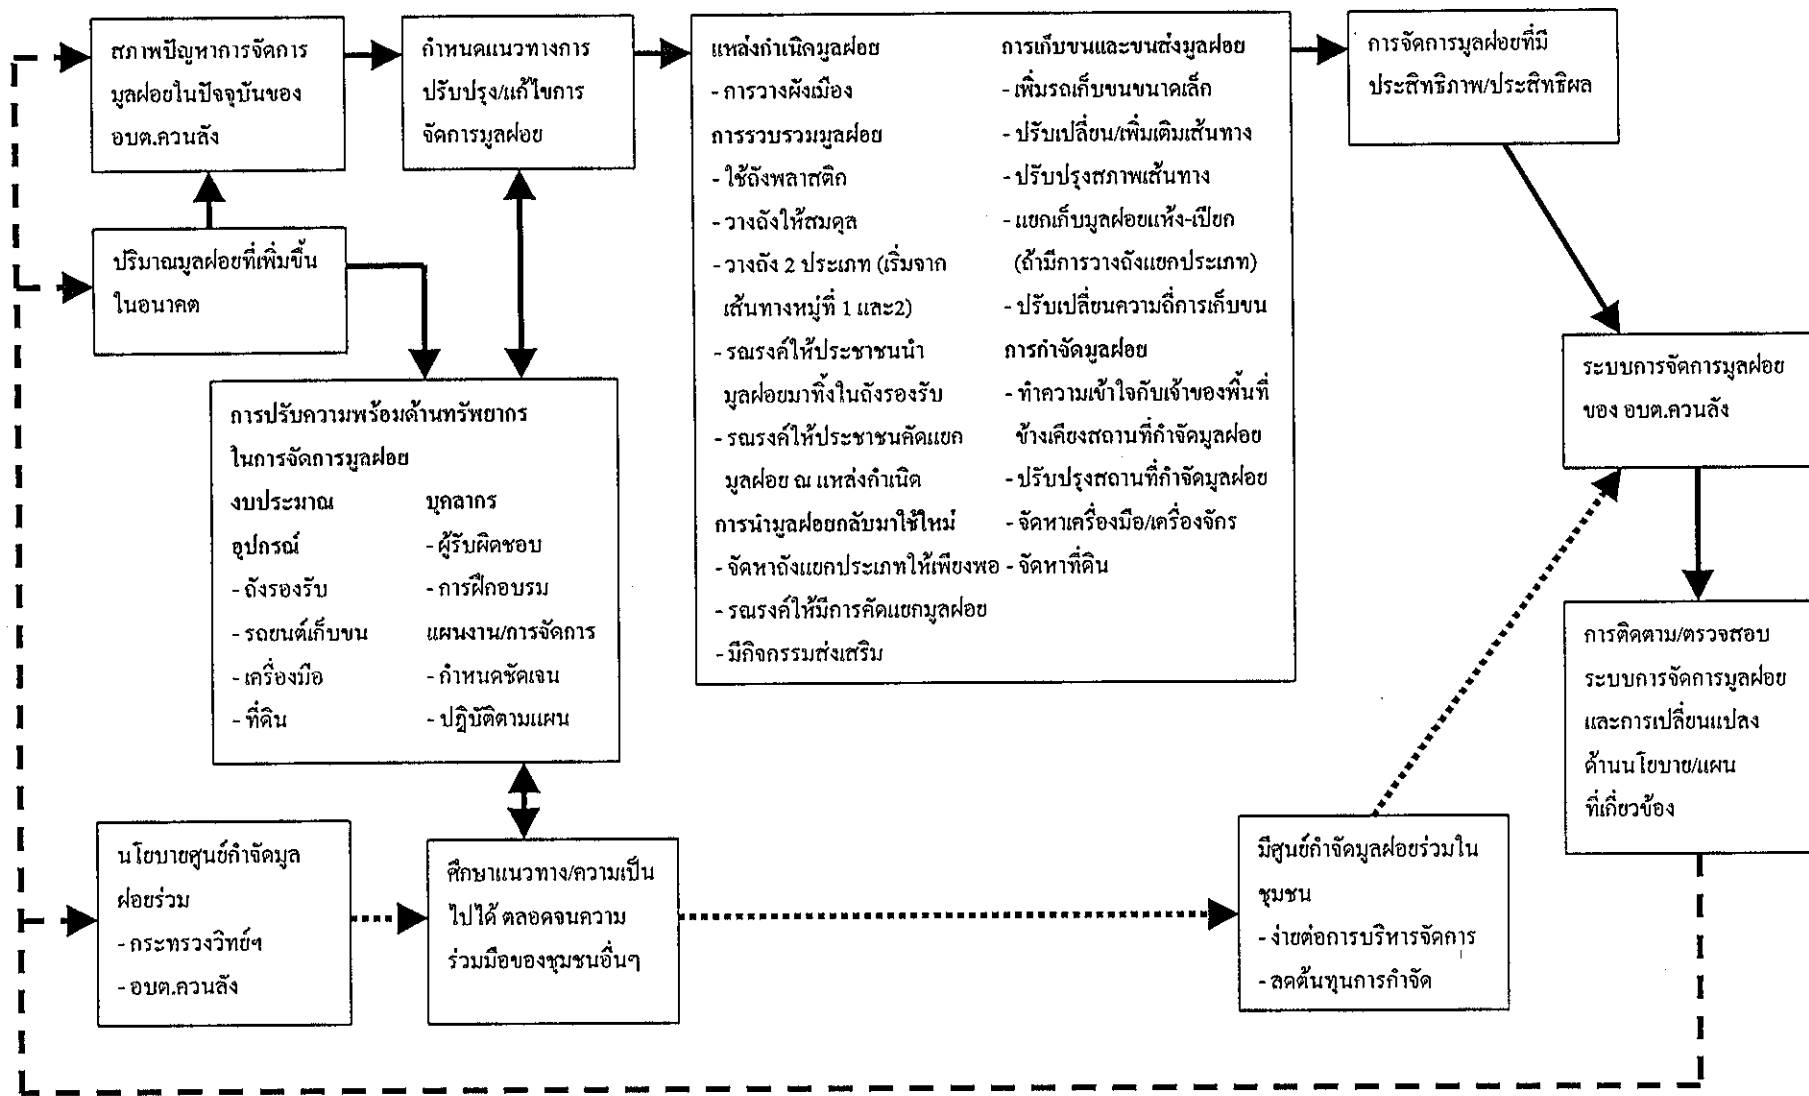 สภาพปัญหาการจัดการ
มูลฝอยในปัจจุบันของ
อบต.ควนลัง
กำหนดแนวทางการ
ปรับปรุง/แก้ไขการ
จัดการมูลฝอย
แหล่งกำเนิดมูลฝอย
- การวางผังเมือง
การรวบรวมมูลฝอย
- ใช้ถังพลาสติก
- วางถังให้สมดุล
- วางถัง 2 ประเภท (เริ่มจาก
เส้นทางหมู่ที่ 1 และ2)
- รณรงค์ให้ประชาชนนำ
มูลฝอยมาทิ้งในถังรองรับ
- รณรงค์ให้ประชาชนคัดแยก
มูลฝอย ณ แหล่งกำเนิด
การนำมูลฝอยกลับมาใช้ใหม่
- จัดหาถังแยกประเภทให้เพียงพอ
- รณรงค์ให้มีการคัดแยกมูลฝอย
- มีกิจกรรมส่งเสริม
การเก็บขนและขนส่งมูลฝอย
- เพิ่มรถเก็บขนขนาดเล็ก
- ปรับเปลี่ยน/เพิ่มเติมเส้นทาง
- ปรับปรุงสภาพเส้นทาง
- แยกเก็บมูลฝอยแห้ง-เปียก
(ถ้ามีการวางถังแยกประเภท)
- ปรับเปลี่ยนความถี่การเก็บขน
การกำจัดมูลฝอย
- ทำความเข้าใจกับเจ้าของพื้นที่
ข้างเคียงสถานที่กำจัดมูลฝอย
- ปรับปรุงสถานที่กำจัดมูลฝอย
- จัดหาเครื่องมือ/เครื่องจักร
- จัดหาที่ดิน
การจัดการมูลฝอยที่มี
ประสิทธิภาพ/ประสิทธิผล
ปริมาณมูลฝอยที่เพิ่มขึ้น
ในอนาคต
การปรับความพร้อมด้านทรัพยากร
ในการจัดการมูลฝอย
งบประมาณ
อุปกรณ์
- ถังรองรับ
- รถยนต์เก็บขน
- เครื่องมือ
- ที่ดิน
บุคลากร
- ผู้รับผิดชอบ
- การฝึกอบรม
แผนงาน/การจัดการ
- กำหนดชัดเจน
- ปฏิบัติตามแผน
ระบบการจัดการมูลฝอย
ของ อบต.ควนลัง
การติดตาม/ตรวจสอบ
ระบบการจัดการมูลฝอย
และการเปลี่ยนแปลง
ด้านนโยบาย/แผน
ที่เกี่ยวข้อง
นโยบายศูนย์กำจัดมูล
ฝอยร่วม
- กระทรวงวิทย์ฯ
- อบต.ควนลัง
ศึกษาแนวทาง/ความเป็น
ไปได้ ตลอดจนความ
ร่วมมือของชุมชนอื่นๆ
มีศูนย์กำจัดมูลฝอยร่วมใน
ชุมชน
- ง่ายต่อการบริหารจัดการ
- ลดต้นทุนการกำจัด